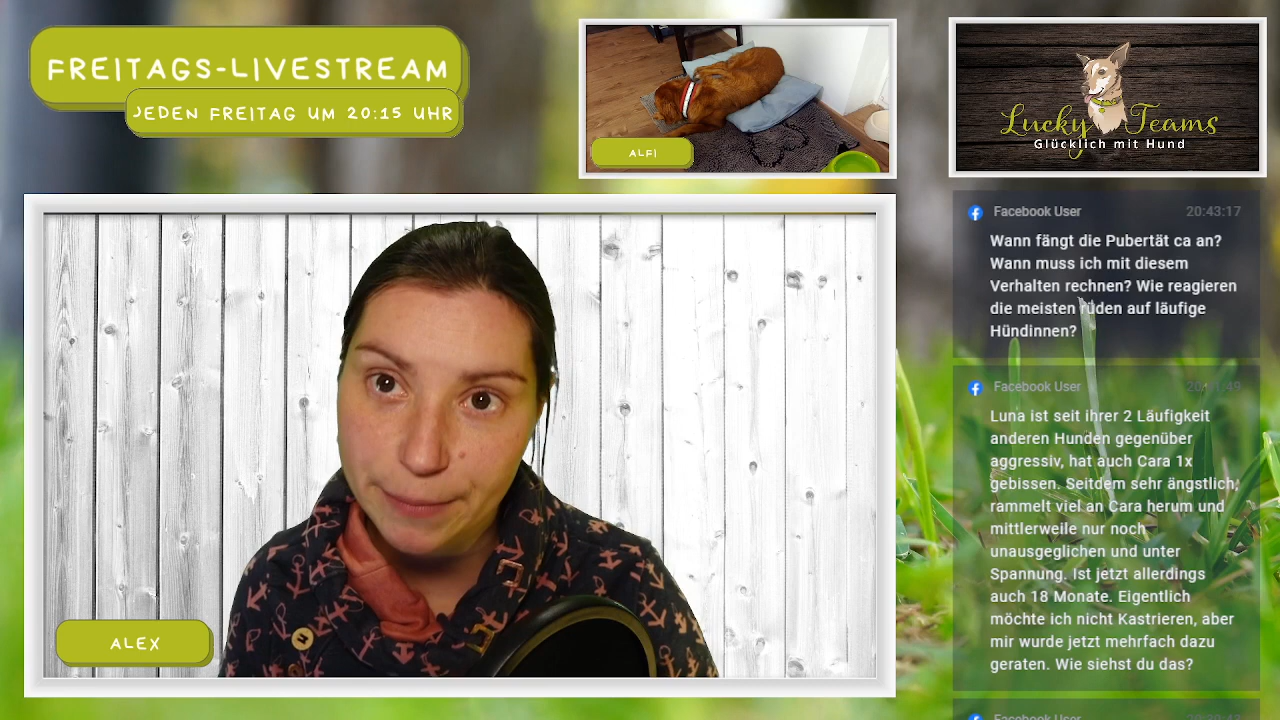 FREITAGS-LIVESTREAM
JEDEN FREITAG UM 20:15 UHR
ALFI
Lucky Teams
Glücklich mit Hund
Facebook User 20:43:17
Wann fängt die Pubertät ca an?
Wann muss ich mit diesem
Verhalten rechnen? Wie reagieren
die meisten rüden auf läufige
Hündinnen?
Facebook User
Luna ist seit ihrer 2 Läufigkeit
anderen Hunden gegenüber
aggressiv, hat auch Cara 1x
gebissen. Seitdem sehr ängstlich,
rammelt viel an Cara herum und
mittlerweile nur noch
unausgeglichen und unter
Spannung. Ist jetzt allerdings
auch 18 Monate. Eigentlich
möchte ich nicht Kastrieren, aber
mir wurde jetzt mehrfach dazu
geraten. Wie siehst du das?
Facebook User
ALEX